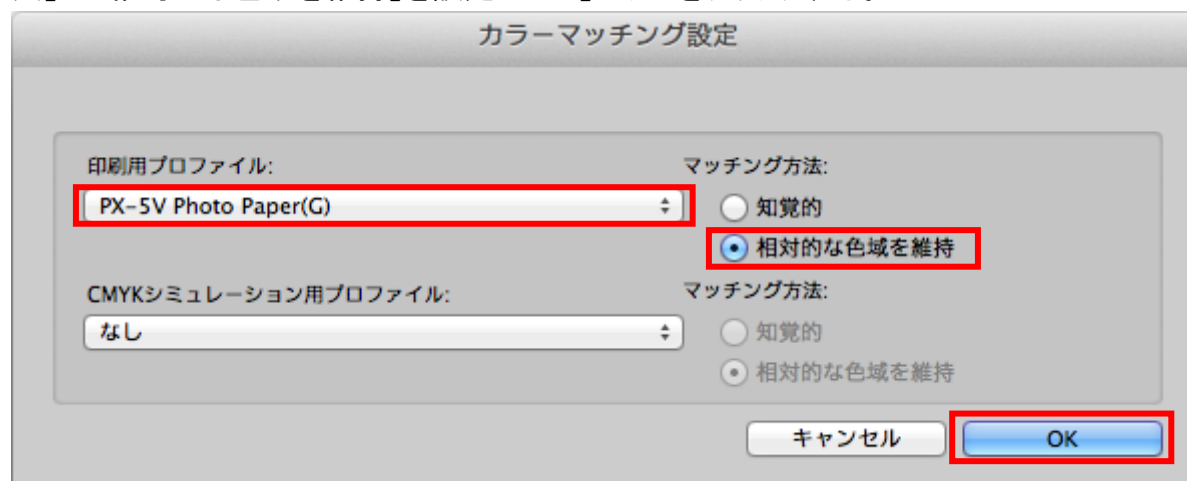 カラーマッチング設定
印刷用プロファイル:
マッチング方法:
PX-5V Photo Paper(G)
知覚的
相対的な色域を維持
CMYKシミュレーション用プロファイル:
マッチング方法:
なし
知覚的
相対的な色域を維持
キャンセル
OK